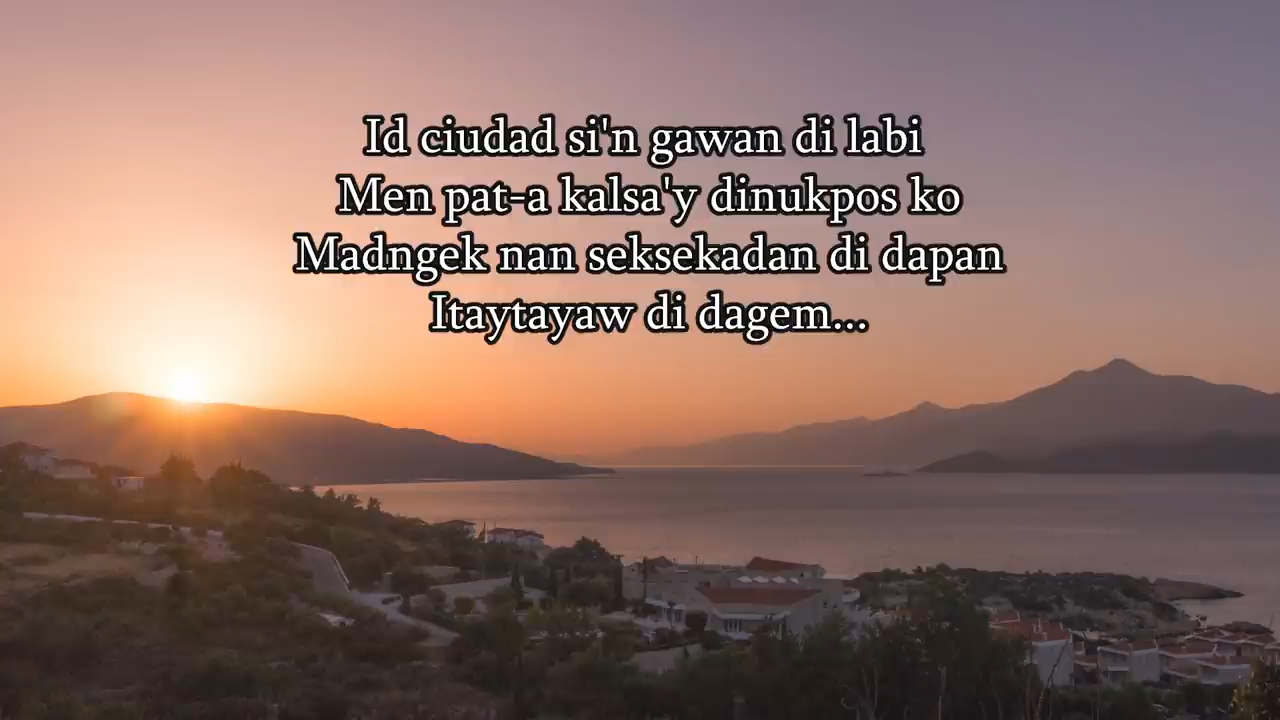 Id ciudad si'n gawan di labi
Men pat-a kalsa'y dinukpos ko
Madngek nan seksekadan di dapan
Itaytayaw di dagem...